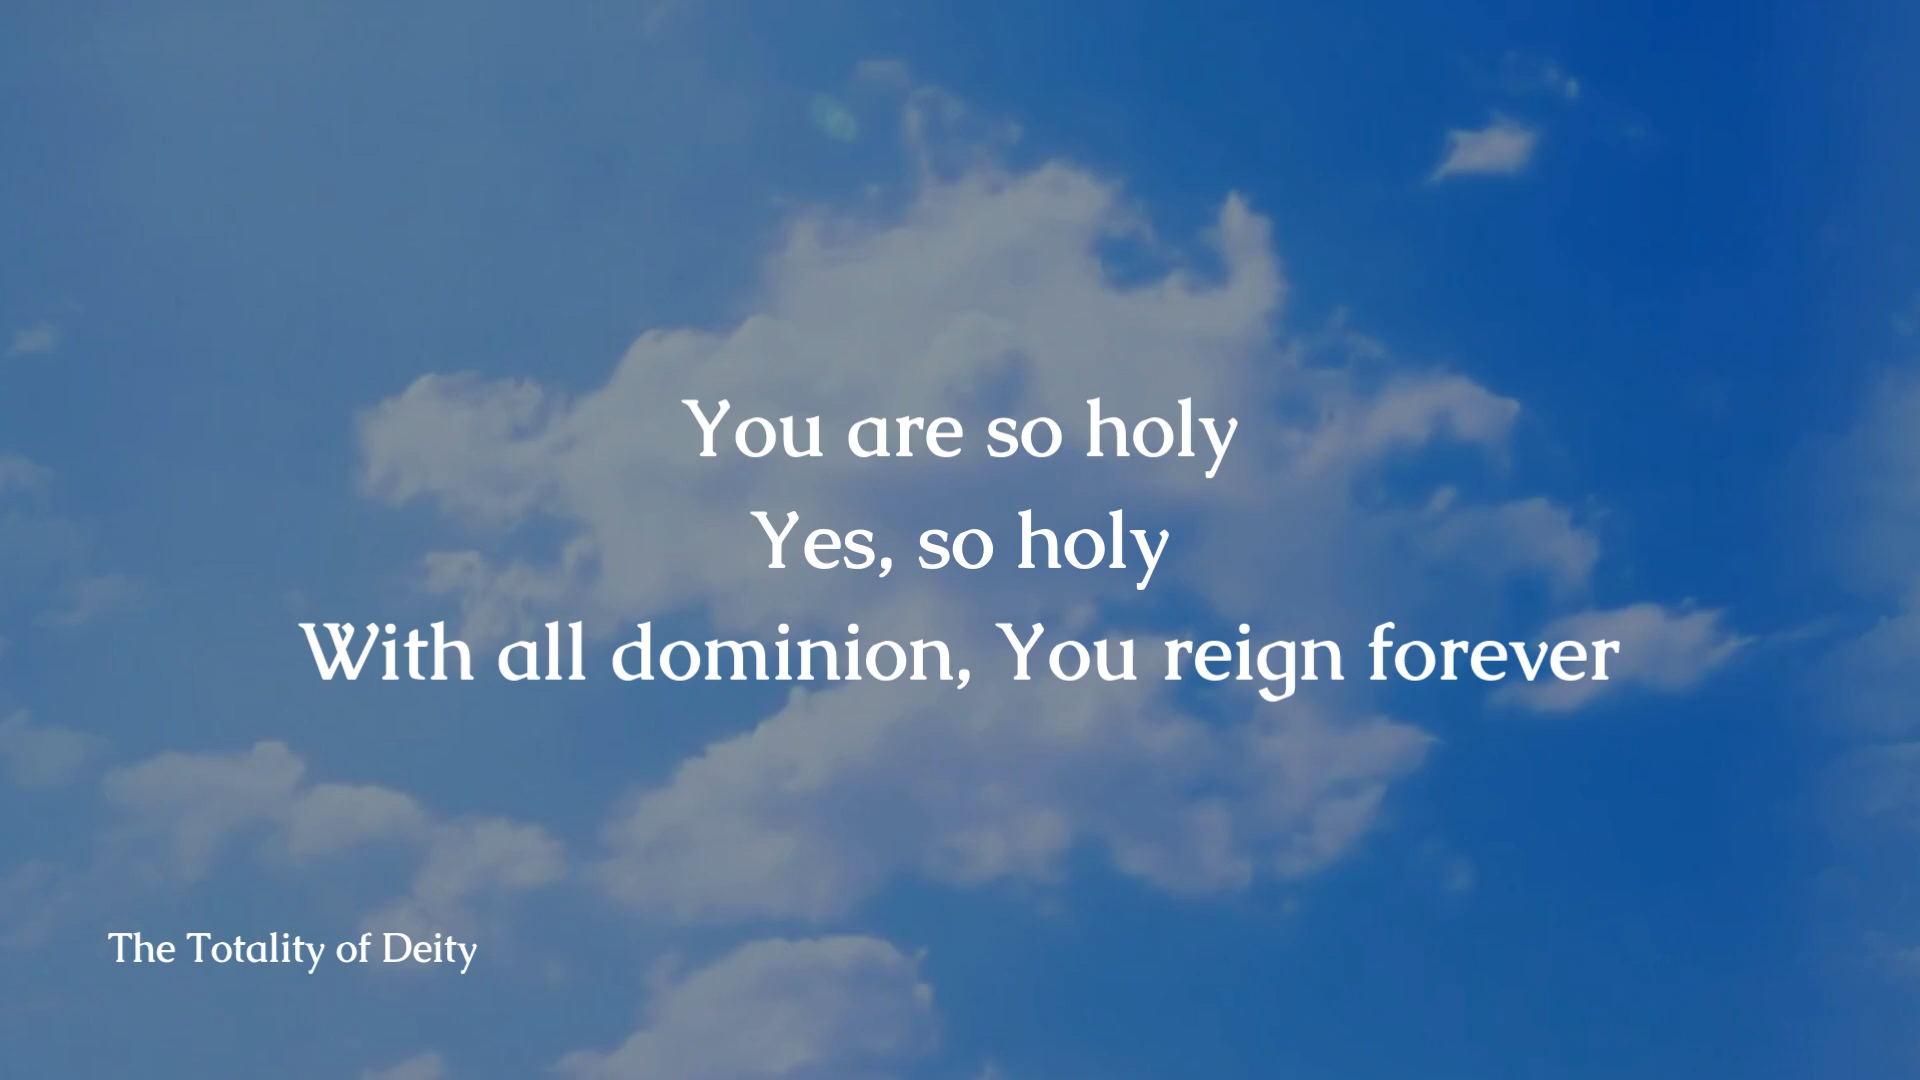 You are so holy
Yes, so holy
With all dominion, You reign forever
The Totality of Deity